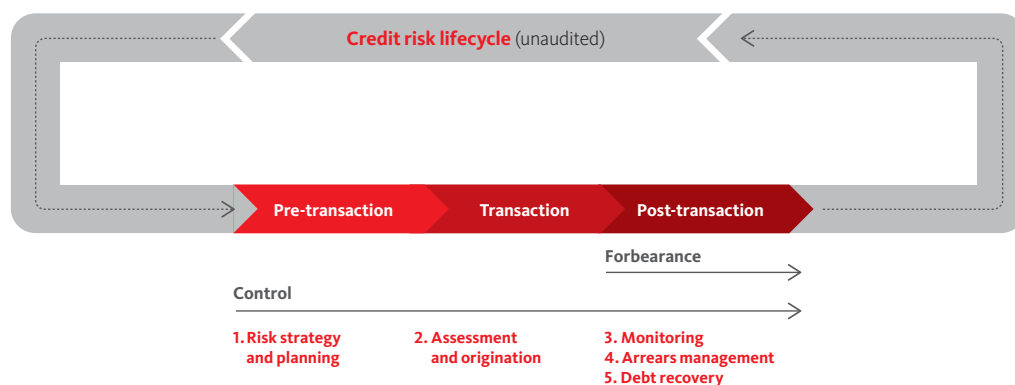 Credit risk lifecycle (unaudited)
Pre-transaction
Transaction
Post-transaction
Forbearance
Control
1. Risk strategy
and planning
2. Assessment
and origination
3. Monitoring
4. Arrears management
5. Debt recovery